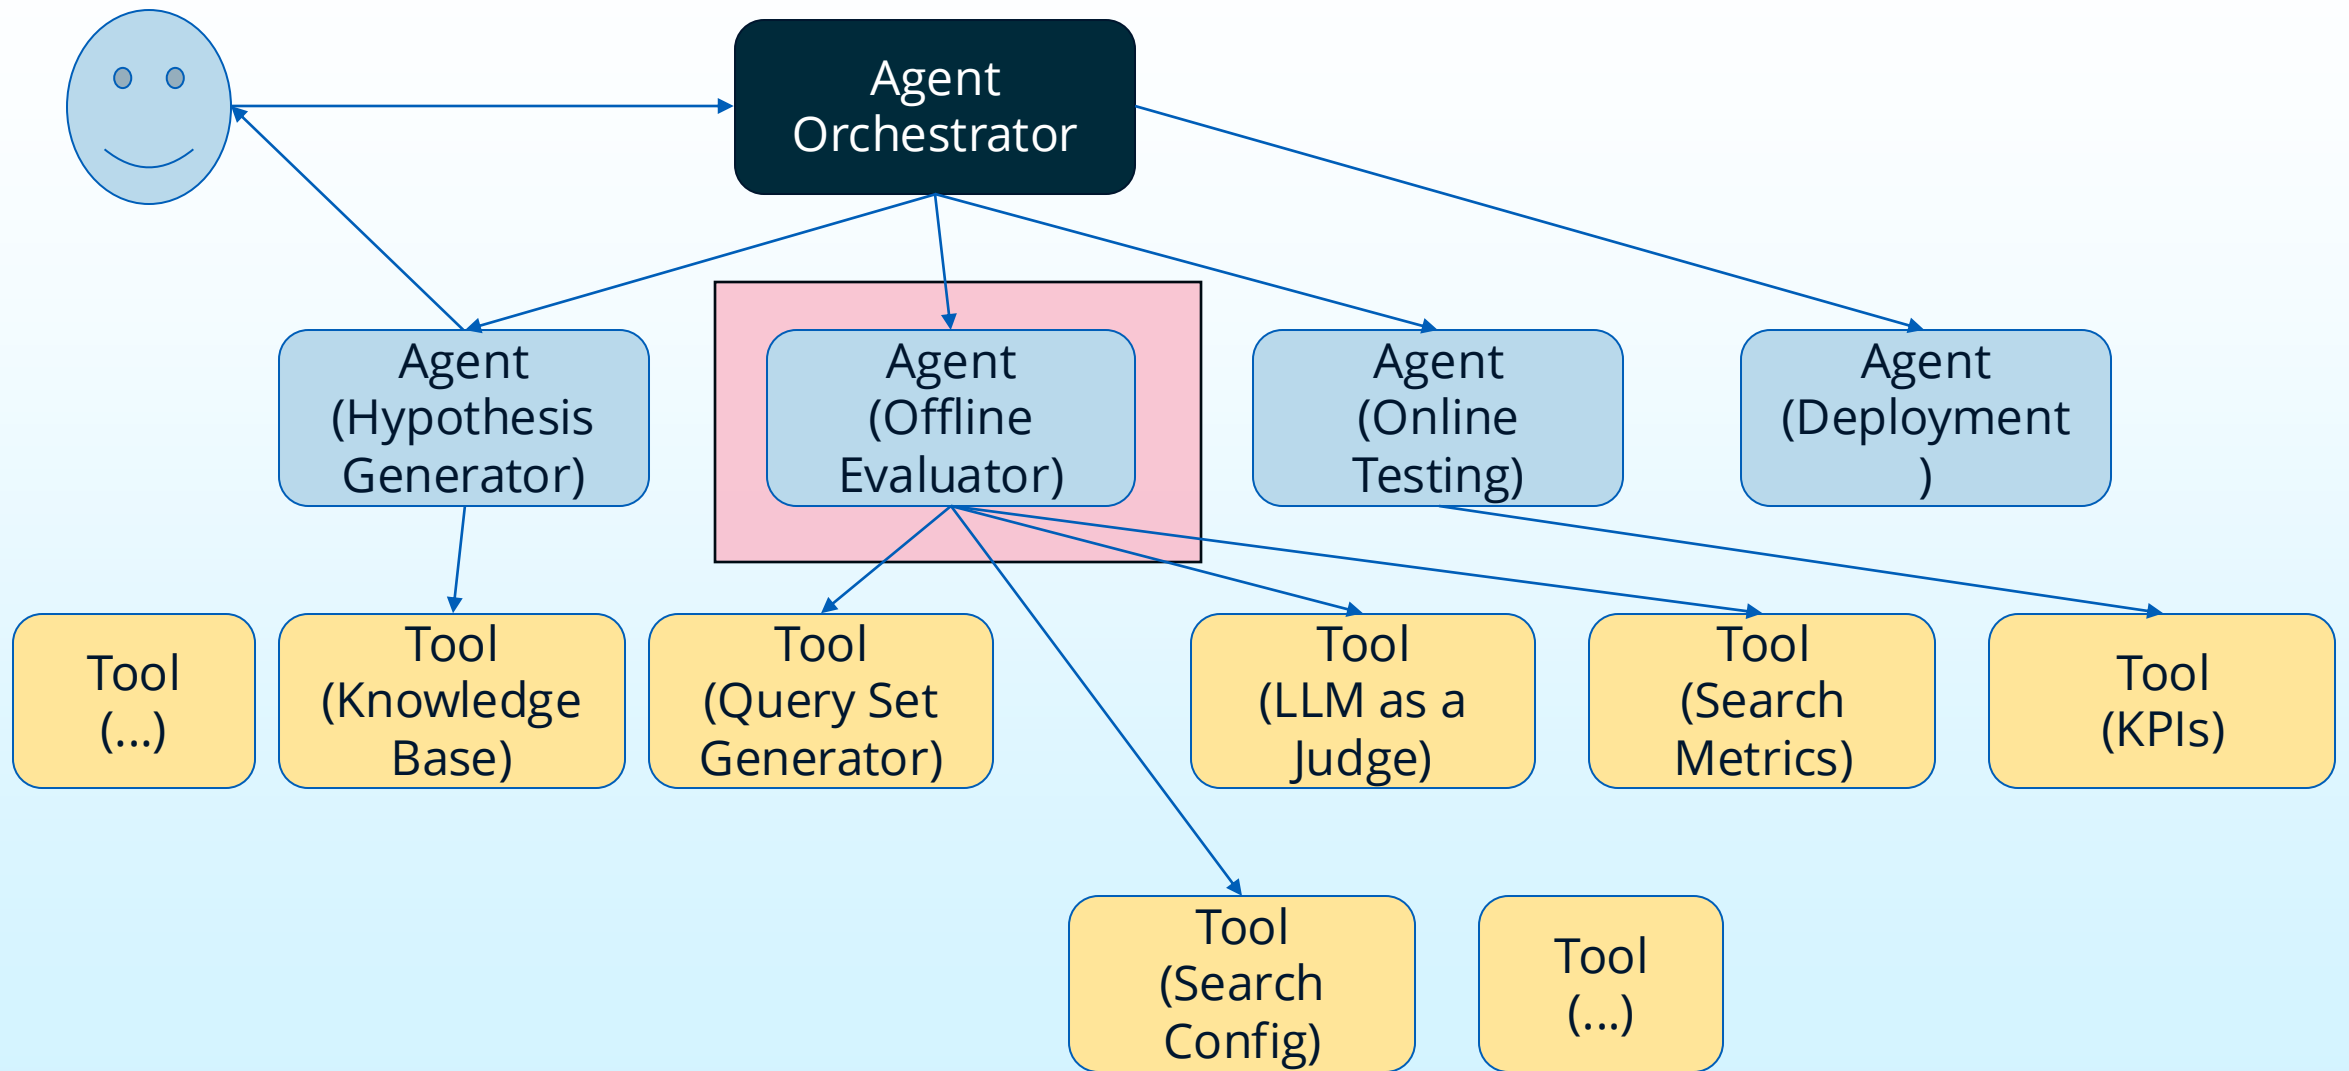 Agent
Orchestrator
Agent
(Hypothesis
Generator)
Agent
(Offline
Evaluator)
Agent
(Online
Testing)
Agent
(Deployment
)
Tool
(...)
Tool
(Knowledge
Base)
Tool
(Query Set
Generator)
Tool
(LLM as a
Judge)
Tool
(Search
Metrics)
Tool
(KPIs)
Tool
(Search
Config)
Tool
(...)